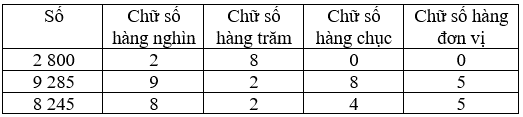 Số Chữ số hàng nghìn Chữ số hàng trăm Chữ số hàng chục Chữ số hàng đơn vị
2 800 2 8 0 0
9 285 9 2 8 5
8 245 8 2 4 5